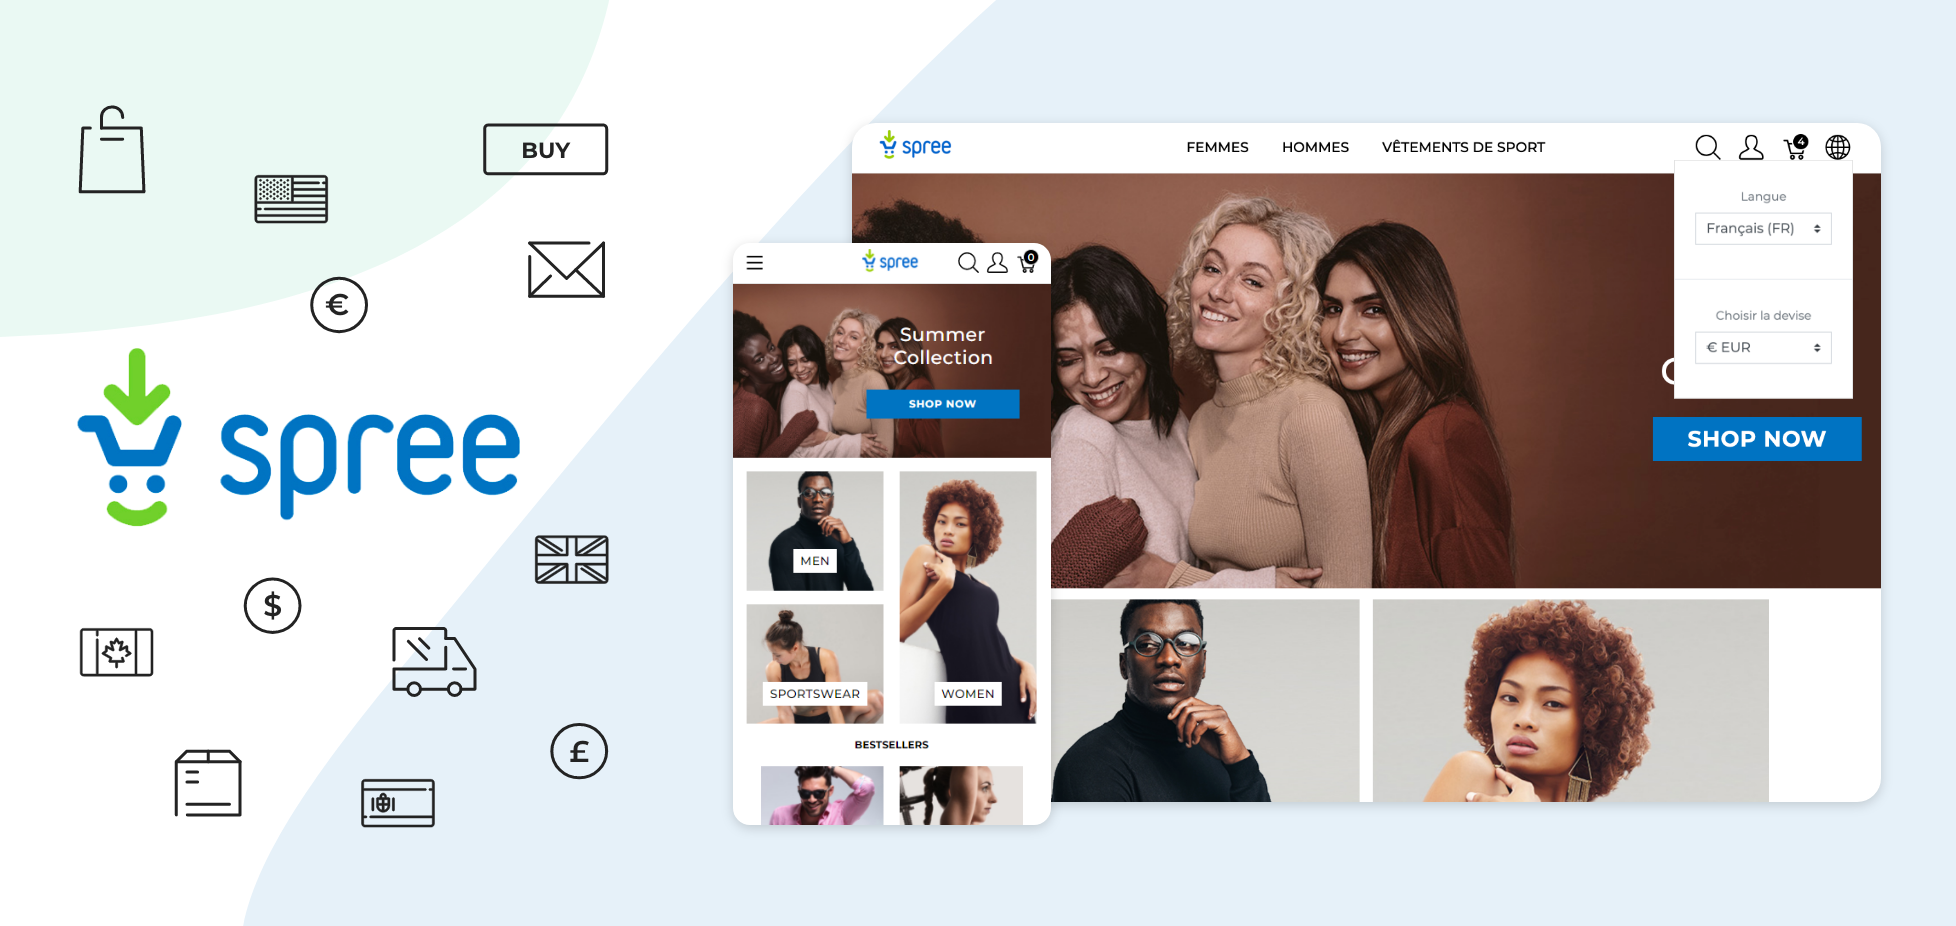 BUY
€
spree
$
£
spree
FEMMES HOMMES VÊTEMENTS DE SPORT
4
Langue
Français (FR)
Choisir la devise
€ EUR
C
SHOP NOW
spree
0
Summer
Collection
SHOP NOW
MEN
SPORTSWEAR
WOMEN
BESTSELLERS